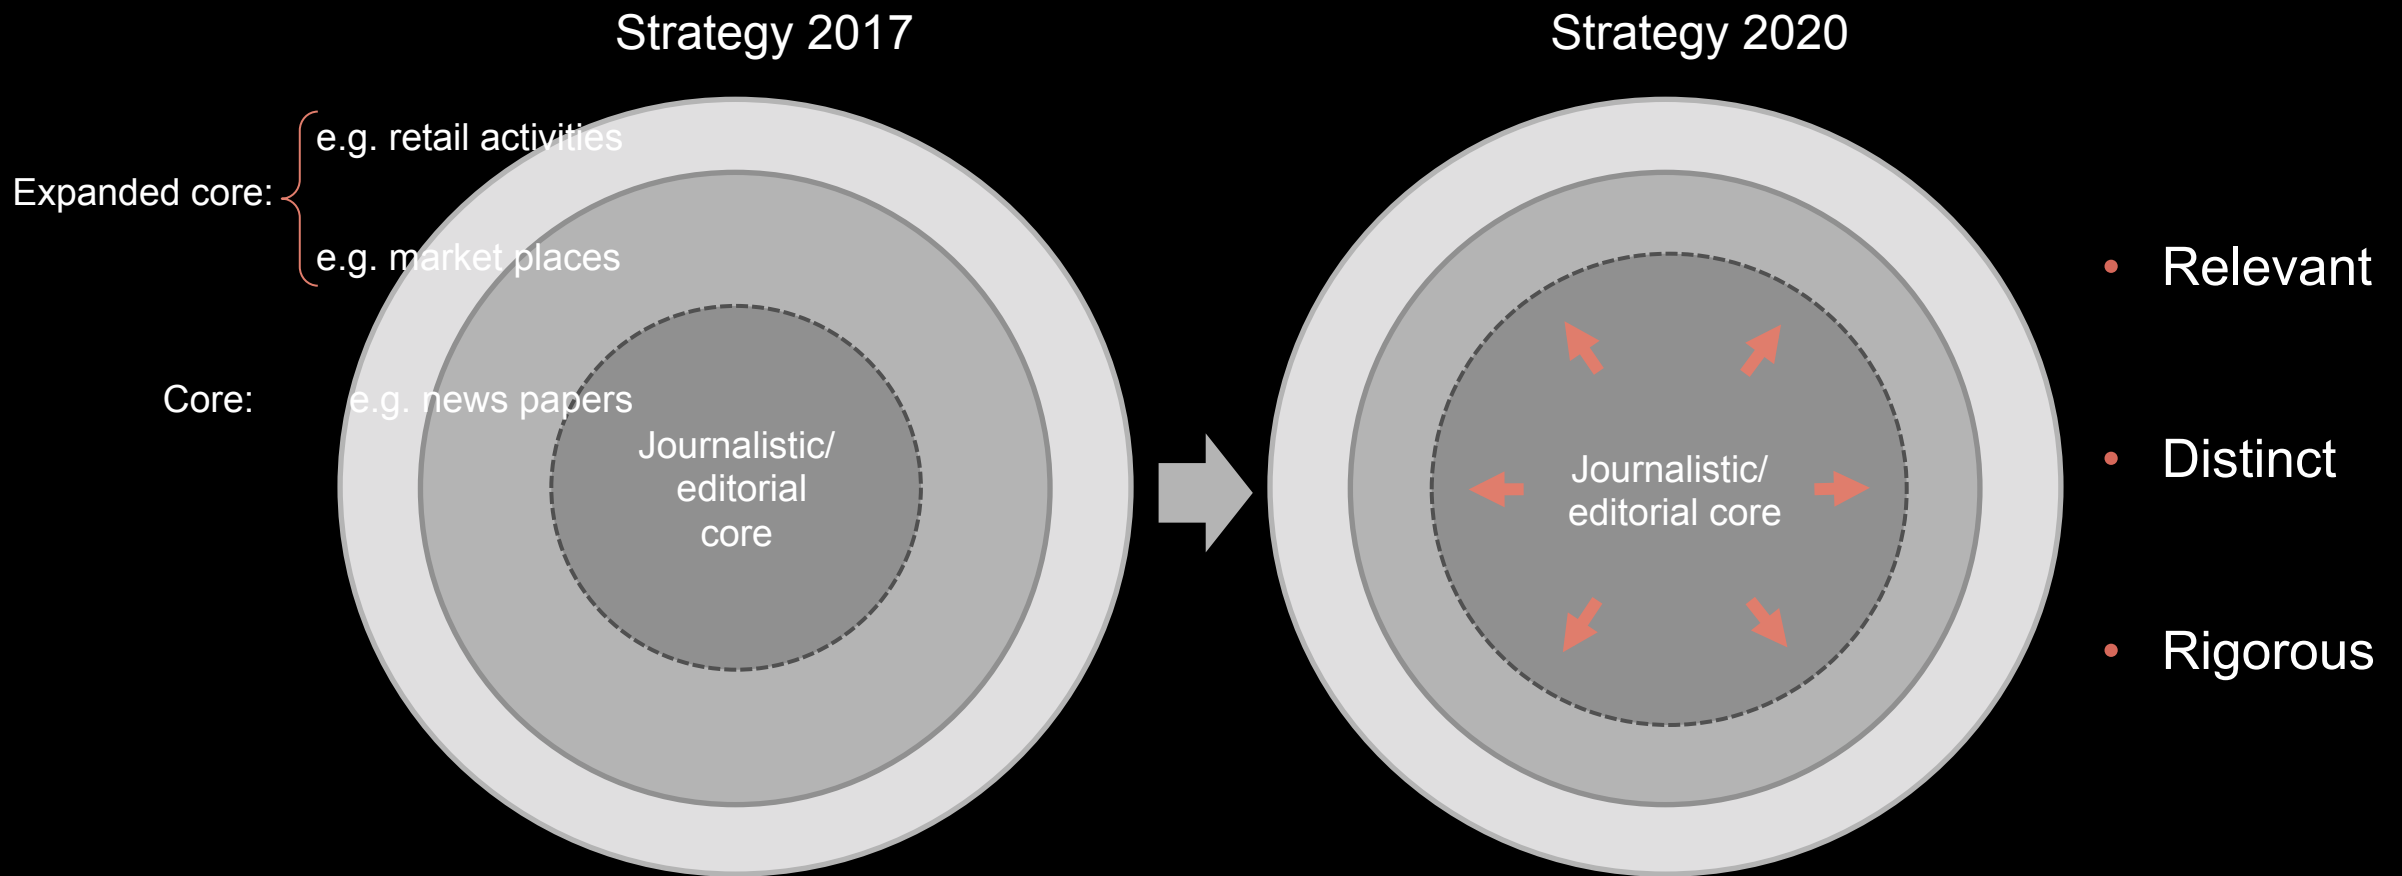 Strategy 2017
Expanded core:
e.g. retail activities
e.g. market places
Core:
e.g. news papers
Journalistic/
editorial
core
Strategy 2020
Journalistic/
editorial core
• Relevant
• Distinct
• Rigorous